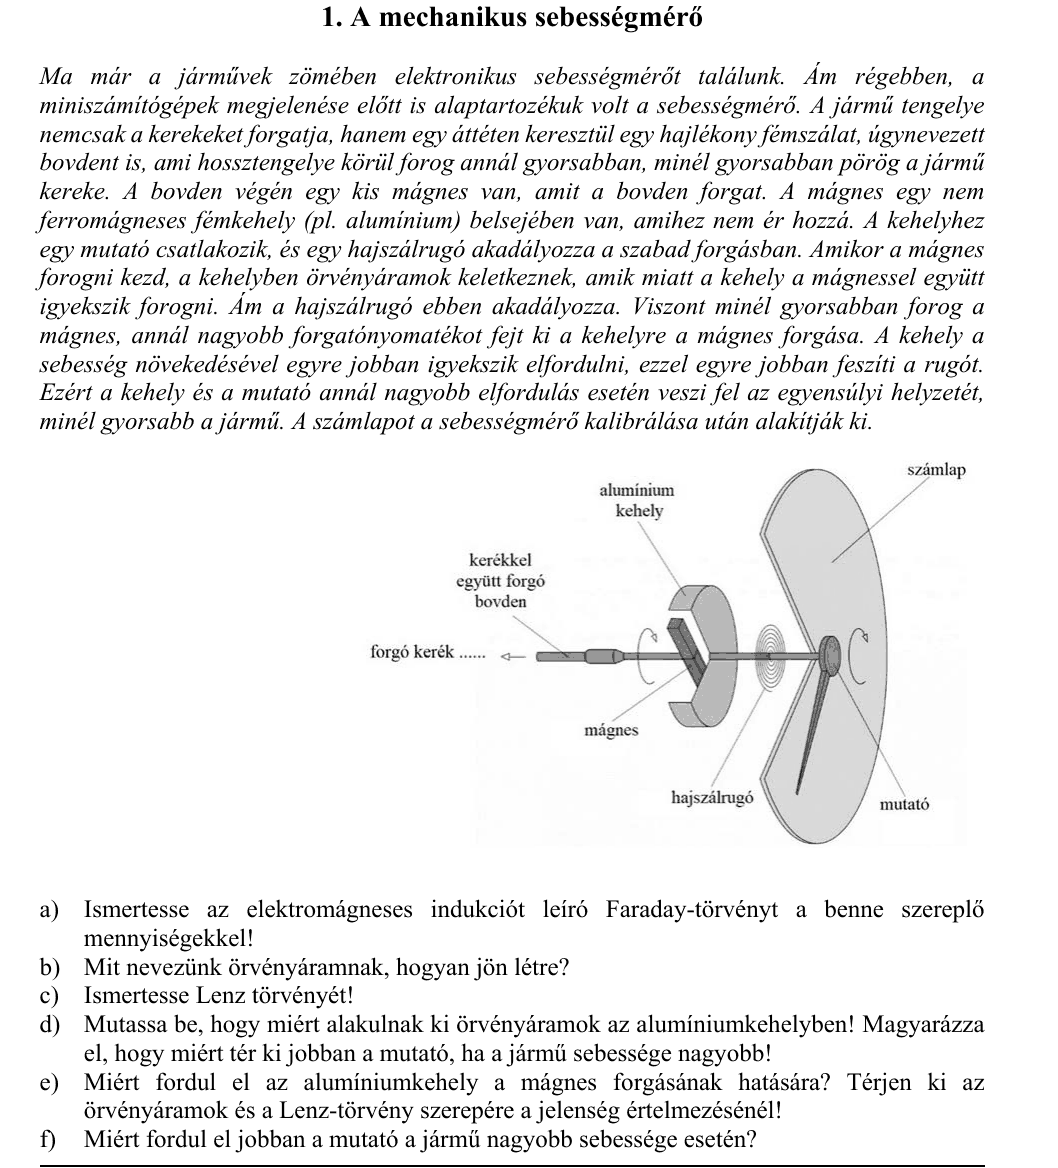 1. A mechanikus sebességmérő
Ma már a járművek zömében elektronikus sebességmérőt találunk. Ám régebben, a
miniszámítógépek megjelenése előtt is alaptartozékuk volt a sebességmérő. A jármű tengelye
nemcsak a kerekeket forgatja, hanem egy áttéten keresztül egy hajlékony fémszálat, úgynevezett
bovdent is, ami hossztengelye körül forog annál gyorsabban, minél gyorsabban pörög a jármű
kereke. A bovden végén egy kis mágnes van, amit a bovden forgat. A mágnes egy nem
ferromágneses fémkehely (pl. alumínium) belsejében van, amihez nem ér hozzá. A kehelyhez
egy mutató csatlakozik, és egy hajszálrugó akadályozza a szabad forgásban. Amikor a mágnes
forogni kezd, a kehelyben örvényáramok keletkeznek, amik miatt a kehely a mágnessel együtt
igyekszik forogni. Ám a hajszálrugó ebben akadályozza. Viszont minél gyorsabban forog a
mágnes, annál nagyobb forgatónyomatékot fejt ki a kehelyre a mágnes forgása. A kehely a
sebesség növekedésével egyre jobban igyekszik elfordulni, ezzel egyre jobban feszíti a rugót.
Ezért a kehely és a mutató annál nagyobb elfordulás esetén veszi fel az egyensúlyi helyzetét,
minél gyorsabb a jármű. A számlapot a sebességmérő kalibrálása után alakítják ki.
számlap
alumínium
kehely
kerékkel
együtt forgó
bovden
forgó kerék ......
mágnes
hajszálrugó
mutató
a) Ismertesse az elektromágneses indukciót leíró Faraday-törvényt a benne szereplő
mennyiségekkel!
b) Mit nevezünk örvényáramnak, hogyan jön létre?
c) Ismertesse Lenz törvényét!
d) Mutassa be, hogy miért alakulnak ki örvényáramok az alumíniumkehelyben! Magyarázza
el, hogy miért tér ki jobban a mutató, ha a jármű sebessége nagyobb!
e) Miért fordul el az alumíniumkehely a mágnes forgásának hatására? Térjen ki az
örvényáramok és a Lenz-törvény szerepére a jelenség értelmezésénél!
f) Miért fordul el jobban a mutató a jármű nagyobb sebessége esetén?